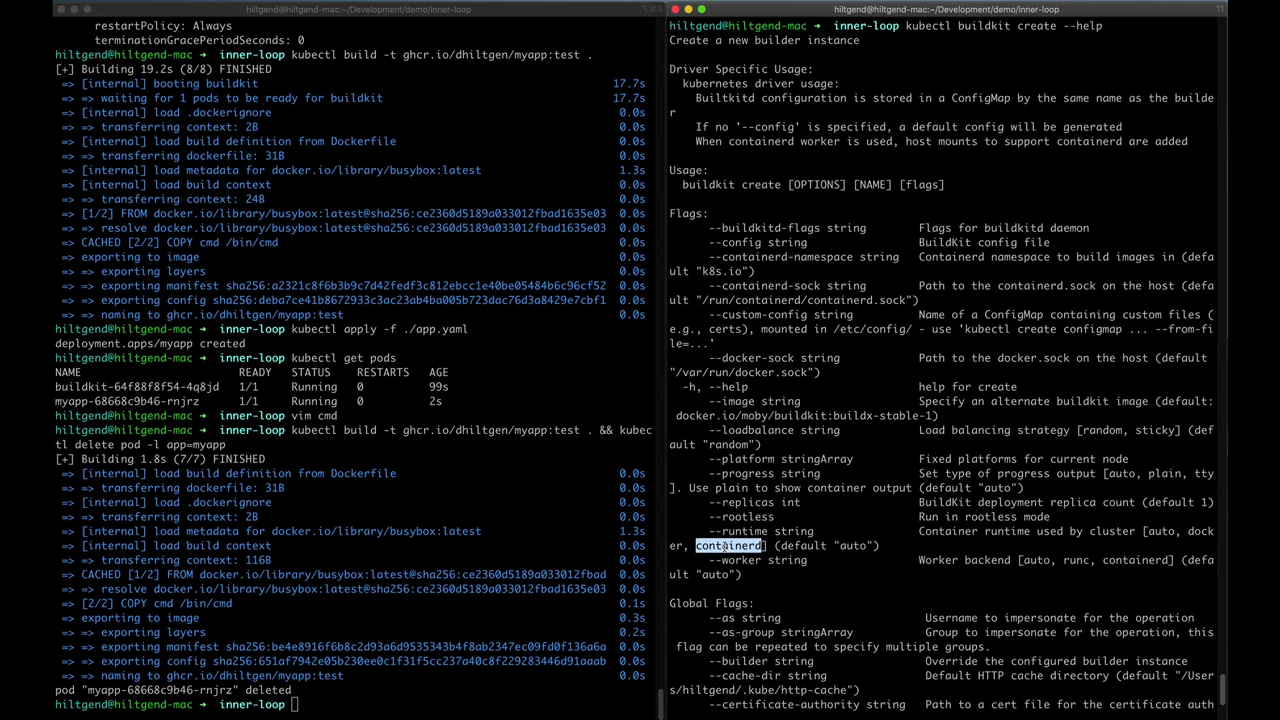 hiltgend@hiltgend-mac:~/Development/demo/inner-loop
restartPolicy: Always
terminationGracePeriodSeconds: 0
hiltgend@hiltgend-mac ➜ inner-loop kubectl build -t ghcr.io/dhiltgen/myapp:test .
[+] Building 19.2s (8/8) FINISHED
=> [internal] booting buildkit 17.7s
=> => waiting for 1 pods to be ready for buildkit 17.7s
=> [internal] load .dockerignore 0.0s
=> => transferring context: 2B 0.0s
=> [internal] load build definition from Dockerfile 0.0s
=> => transferring dockerfile: 31B 0.0s
=> [internal] load metadata for docker.io/library/busybox:latest 1.3s
=> [internal] load build context 0.0s
=> => transferring context: 24B 0.0s
=> [1/2] FROM docker.io/library/busybox:latest@sha256:ce2360d5189a033012fbad1635e03 0.0s
=> => resolve docker.io/library/busybox:latest@sha256:ce2360d5189a033012fbad1635e03 0.0s
=> CACHED [2/2] COPY cmd /bin/cmd 0.0s
=> exporting to image 0.0s
=> => exporting layers 0.0s
=> => exporting manifest sha256:a2321c8f6b3b9c7d42fedf3c812ebcc1e40be05484b6c96cf52 0.0s
=> => exporting config sha256:deba7ce41b8672933c3ac23ab4ba005b723dac76d3a8429e7cbf1 0.0s
=> => naming to ghcr.io/dhiltgen/myapp:test 0.0s
hiltgend@hiltgend-mac ➜ inner-loop kubectl apply -f ./app.yaml
deployment.apps/myapp created
hiltgend@hiltgend-mac ➜ inner-loop kubectl get pods
NAME READY STATUS RESTARTS AGE
buildkit-64f88f8f54-4q8jd 1/1 Running 0 99s
myapp-68668c9b46-rnjrz 1/1 Running 0 2s
hiltgend@hiltgend-mac ➜ inner-loop vim cmd
hiltgend@hiltgend-mac ➜ inner-loop kubectl build -t ghcr.io/dhiltgen/myapp:test . && kubec
tl delete pod -l app=myapp
[+] Building 1.8s (7/7) FINISHED
=> [internal] load build definition from Dockerfile 0.0s
=> => transferring dockerfile: 31B 0.0s
=> [internal] load .dockerignore 0.0s
=> => transferring context: 2B 0.0s
=> [internal] load metadata for docker.io/library/busybox:latest 1.3s
=> [internal] load build context 0.0s
=> => transferring context: 116B 0.0s
=> CACHED [1/2] FROM docker.io/library/busybox:latest@sha256:ce2360d5189a033012fbad 0.0s
=> => resolve docker.io/library/busybox:latest@sha256:ce2360d5189a033012fbad1635e03 0.0s
=> [2/2] COPY cmd /bin/cmd 0.1s
=> exporting to image 0.3s
=> => exporting layers 0.2s
=> => exporting manifest sha256:be4e8916f6b8c2d93a6d9535343b4f8ab2347ec09fd0f136a6a 0.0s
=> => exporting config sha256:651af7942e05b230ee0c1f31f5cc237a40c8f229283446d91aaab 0.0s
=> => naming to ghcr.io/dhiltgen/myapp:test 0.0s
pod "myapp-68668c9b46-rnjrz" deleted
hiltgend@hiltgend-mac ➜ inner-loop
hiltgend@hiltgend-mac:~/Development/demo/inner-loop
hiltgend@hiltgend-mac ➜ inner-loop kubectl buildkit create --help
Create a new builder instance
Driver Specific Usage:
kubernetes driver usage:
Builtkitd configuration is stored in a ConfigMap by the same name as the builde
r
If no '--config' is specified, a default config will be generated
When containerd worker is used, host mounts to support containerd are added
Usage:
buildkit create [OPTIONS] [NAME] [flags]
Flags:
--buildkitd-flags string Flags for buildkitd daemon
--config string BuildKit config file
--containerd-namespace string Containerd namespace to build images in (defa
ult "k8s.io")
--containerd-sock string Path to the containerd.sock on the host (defa
ult "/run/containerd/containerd.sock")
--custom-config string Name of a ConfigMap containing custom files (
e.g., certs), mounted in /etc/config/ - use 'kubectl create configmap ... --from-fi
le=...'
--docker-sock string Path to the docker.sock on the host (default
"/var/run/docker.sock")
-h, --help help for create
--image string Specify an alternate buildkit image (default:
docker.io/moby/buildkit:buildx-stable-1)
--loadbalance string Load balancing strategy [random, sticky] (def
ault "random")
--platform stringArray Fixed platforms for current node
--progress string Set type of progress output [auto, plain, tty
]. Use plain to show container output (default "auto")
--replicas int BuildKit deployment replica count (default 1)
--rootless Run in rootless mode
--runtime string Container runtime used by cluster [auto, dock
er, containerd] (default "auto")
--worker string Worker backend [auto, runc, containerd] (defa
ult "auto")
Global Flags:
--as string Username to impersonate for the operation
--as-group stringArray Group to impersonate for the operation, this
flag can be repeated to specify multiple groups.
--builder string Override the configured builder instance
--cache-dir string Default HTTP cache directory (default "/User
s/hiltgend/.kube/http-cache")
--certificate-authority string Path to a cert file for the certificate auth